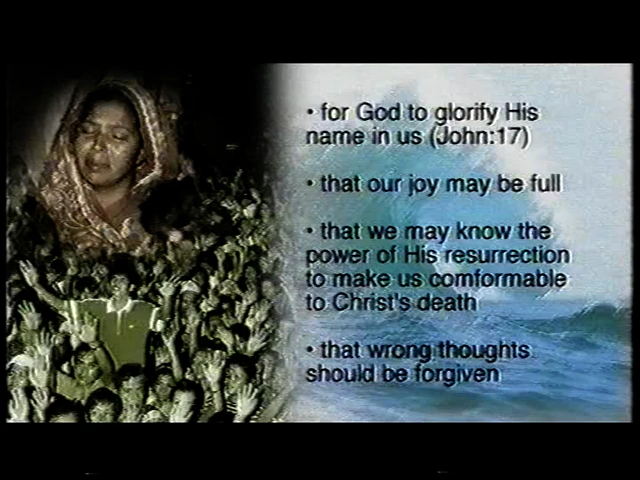 • for God to glorify His
name in us (John:17)
• that our joy may be full
• that we may know the
power of His resurrection
to make us comformable
to Christ's death
• that wrong thoughts
should be forgiven